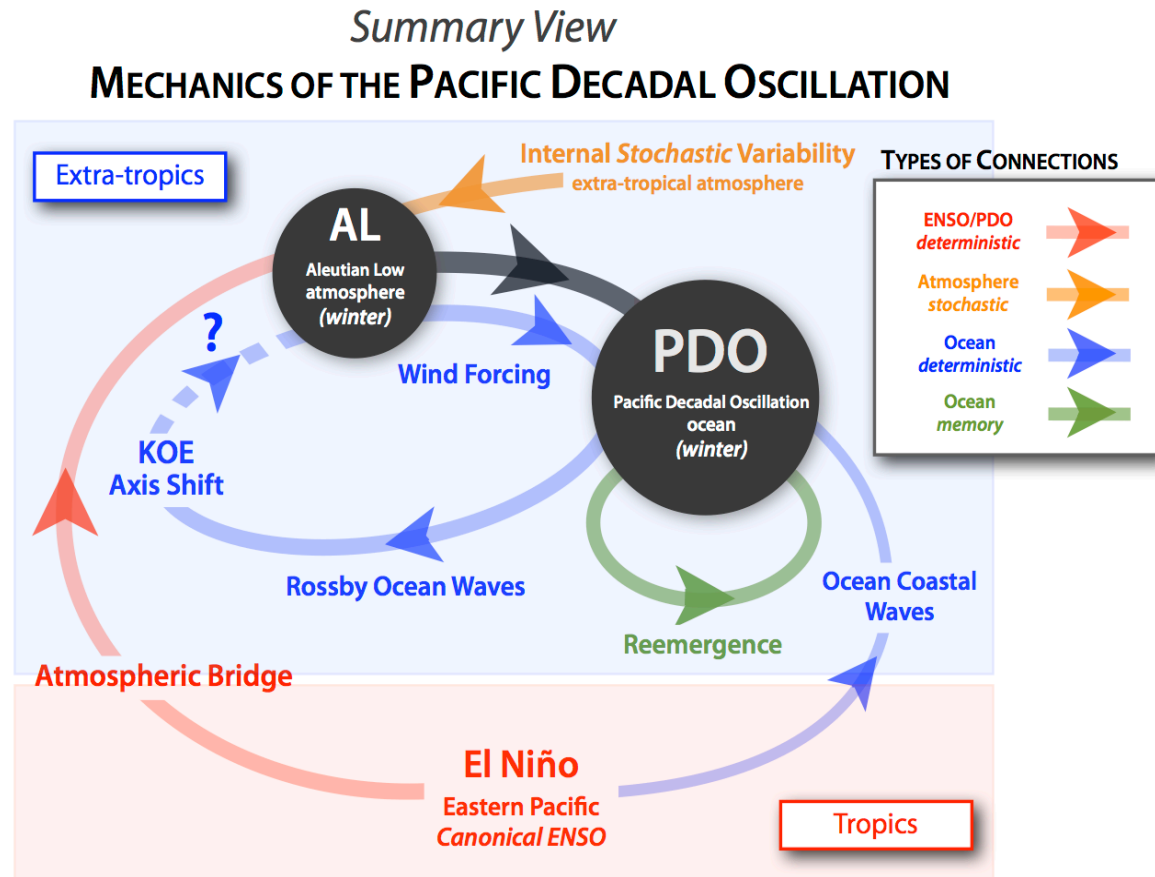 Summary View
MECHANICS OF THE PACIFIC DECADAL OSCILLATION
Extra-tropics
Internal Stochastic Variability
extra-tropical atmosphere
TYPES OF CONNECTIONS
ENSO/PDO
deterministic
Atmosphere
stochastic
Ocean
deterministic
Ocean
memory
AL
Aleutian Low
atmosphere
(winter)
?
Wind Forcing
PDO
Pacific Decadal Oscillation
ocean
(winter)
KOE
Axis Shift
Rossby Ocean Waves
Ocean Coastal
Waves
Reemergence
Atmospheric Bridge
El Niño
Eastern Pacific
Canonical ENSO
Tropics